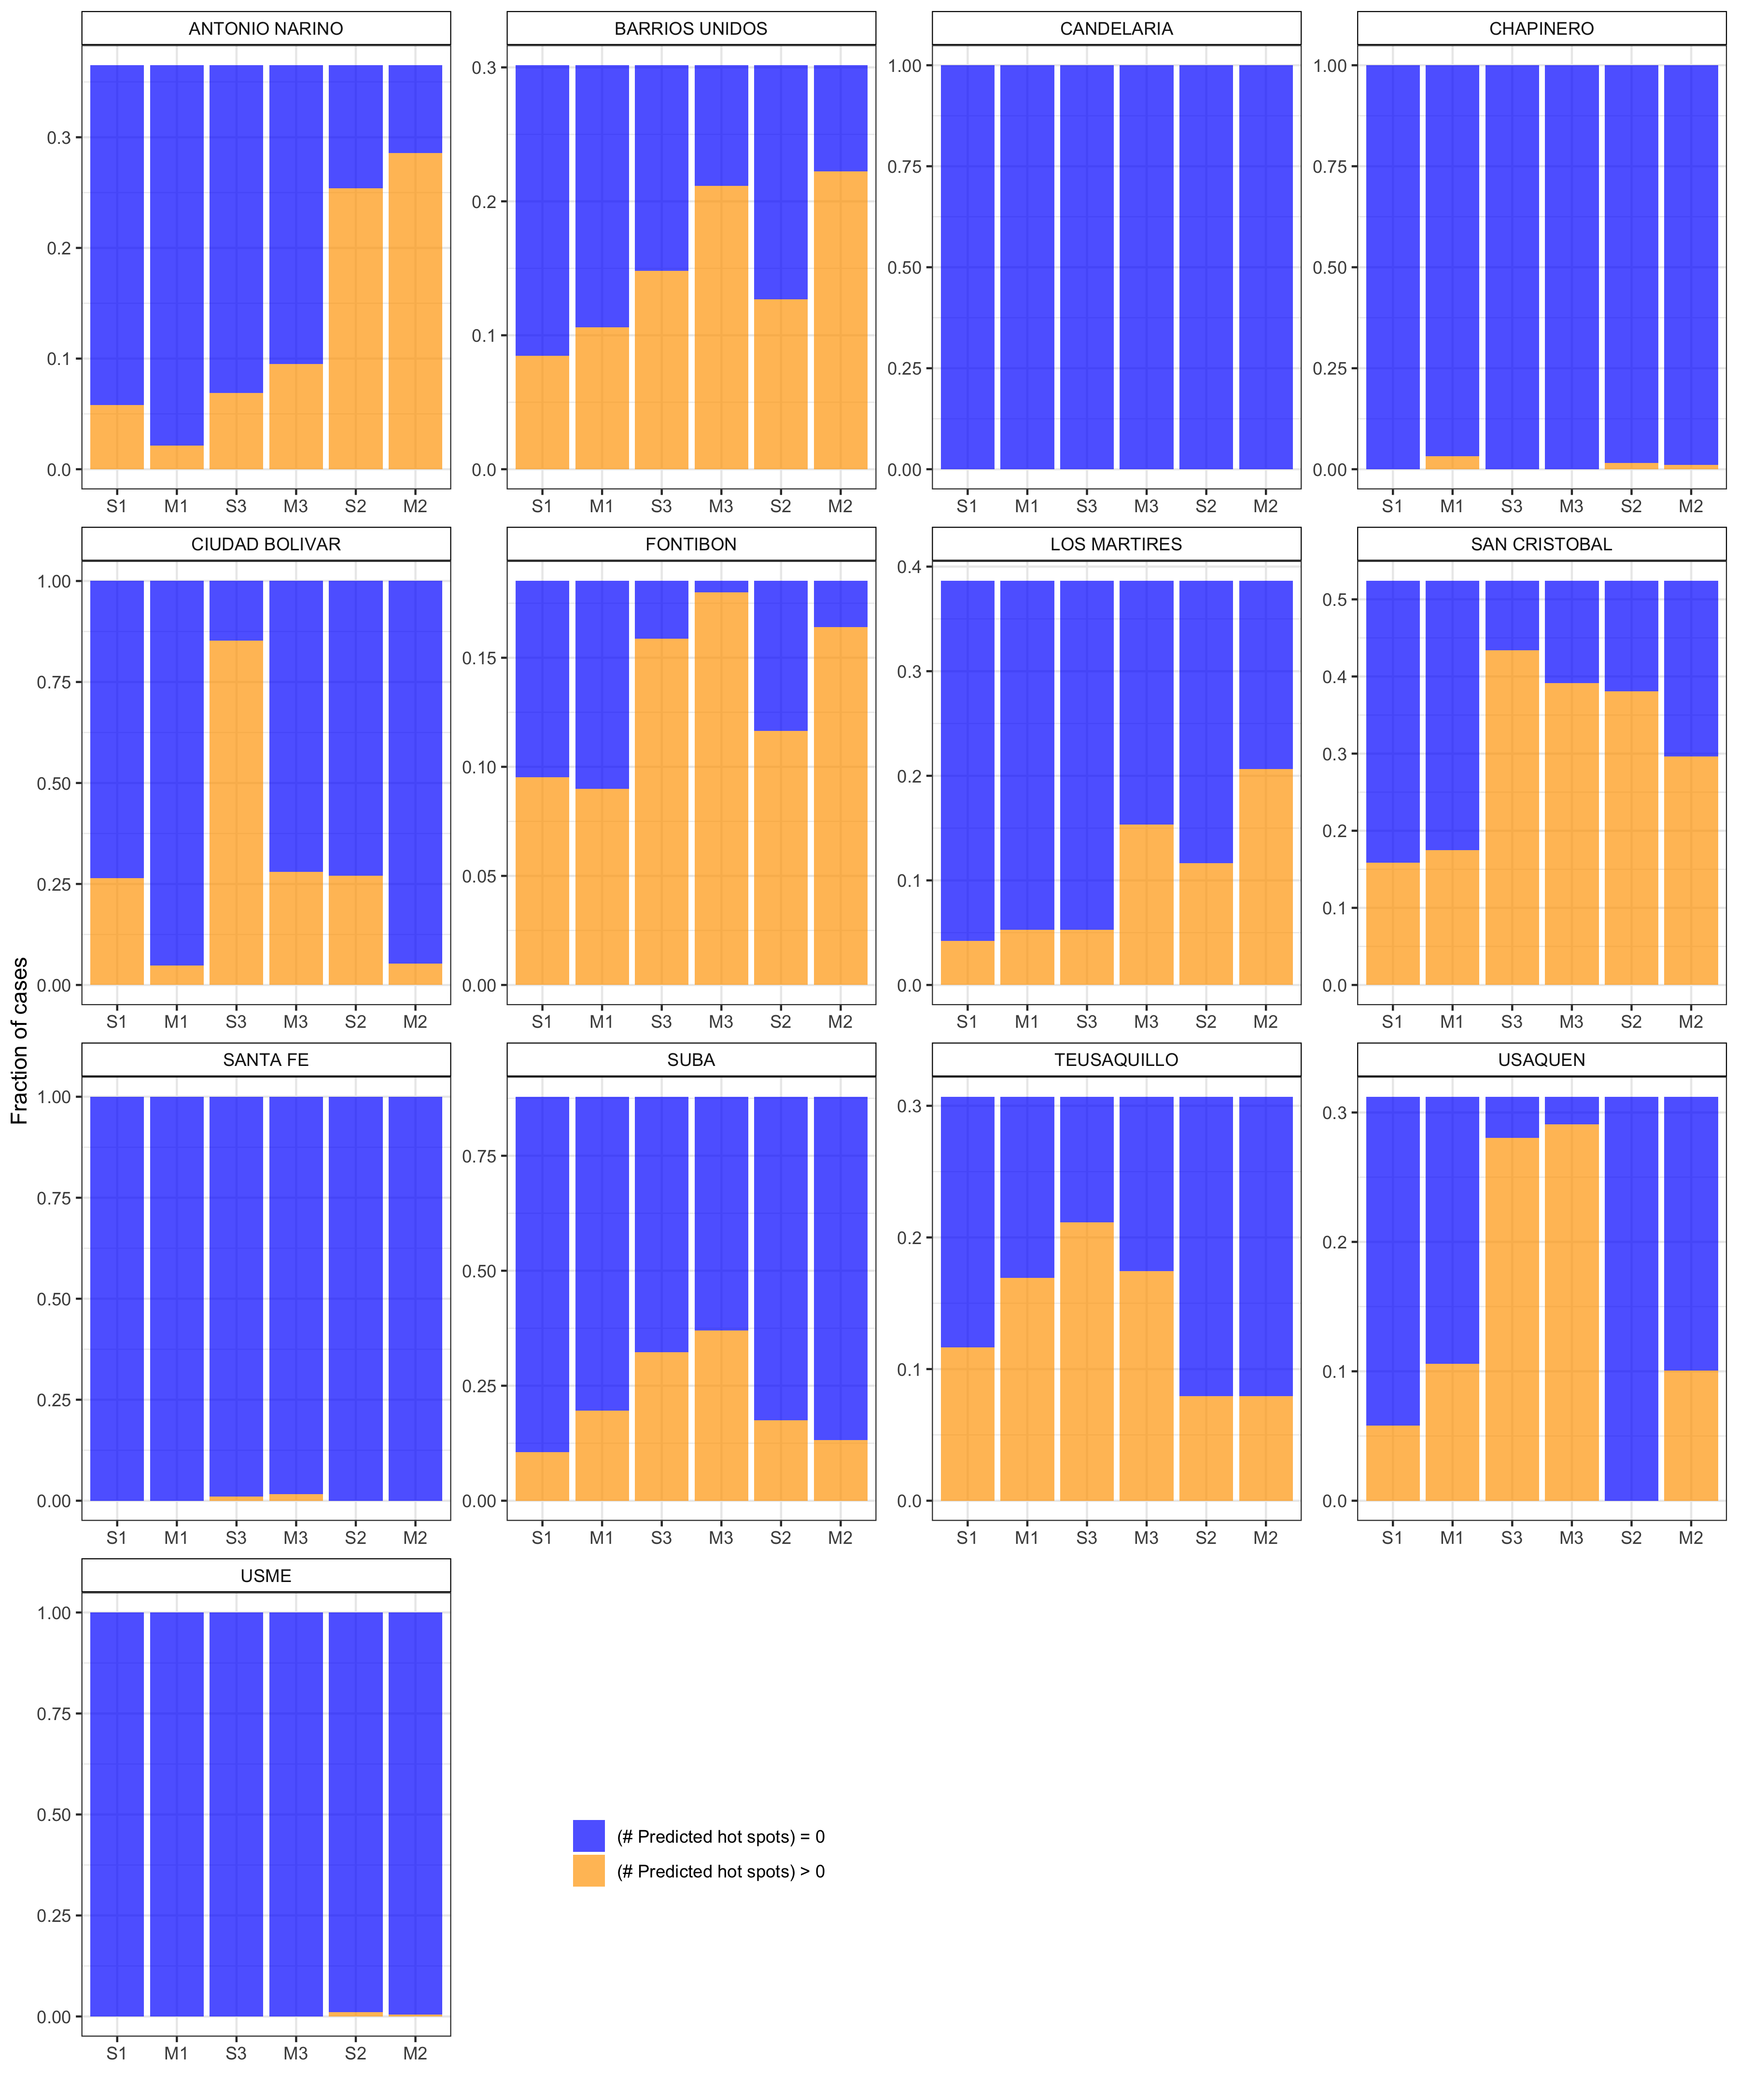 ANTONIO NARINO
BARRIOS UNIDOS
CANDELARIA
CHAPINERO
0.3
0.2
0.1
0.0
0.3
0.2
0.1
0.0
1.00
0.75
0.50
0.25
0.00
1.00
0.75
0.50
0.25
0.00
S1 M1 S3 M3 S2 M2
S1 M1 S3 M3 S2 M2
S1 M1 S3 M3 S2 M2
S1 M1 S3 M3 S2 M2
CIUDAD BOLIVAR
FONTIBON
LOS MARTIRES
SAN CRISTOBAL
1.00
0.75
0.50
0.25
0.00
0.15
0.10
0.05
0.00
0.4
0.3
0.2
0.1
0.0
0.5
0.4
0.3
0.2
0.1
0.0
S1 M1 S3 M3 S2 M2
S1 M1 S3 M3 S2 M2
S1 M1 S3 M3 S2 M2
S1 M1 S3 M3 S2 M2
Fraction of cases
SANTA FE
SUBA
TEUSAQUILLO
USAQUEN
1.00
0.75
0.50
0.25
0.00
0.75
0.50
0.25
0.00
0.3
0.2
0.1
0.0
0.3
0.2
0.1
0.0
S1 M1 S3 M3 S2 M2
S1 M1 S3 M3 S2 M2
S1 M1 S3 M3 S2 M2
S1 M1 S3 M3 S2 M2
USME
1.00
0.75
0.50
0.25
0.00
S1 M1 S3 M3 S2 M2
(# Predicted hot spots) = 0
(# Predicted hot spots) > 0